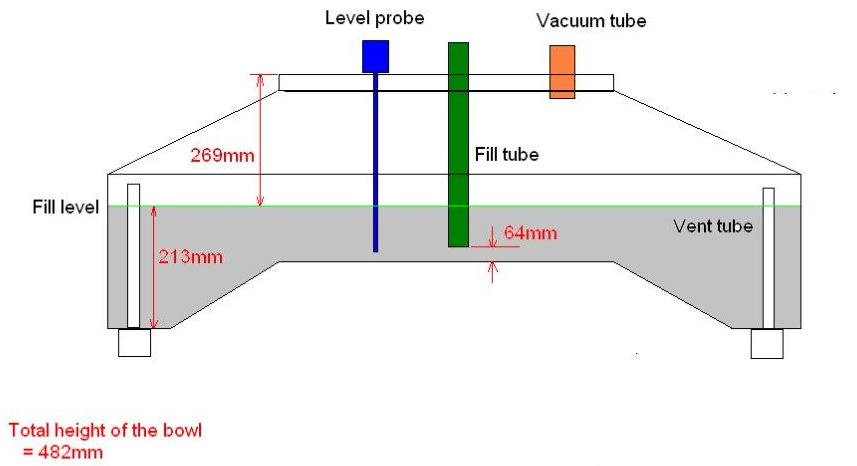 Level probe
Vacuum tube
269mm
Fill tube
Fill level
64mm
Vent tube
213mm
Total height of the bowl
= 482mm